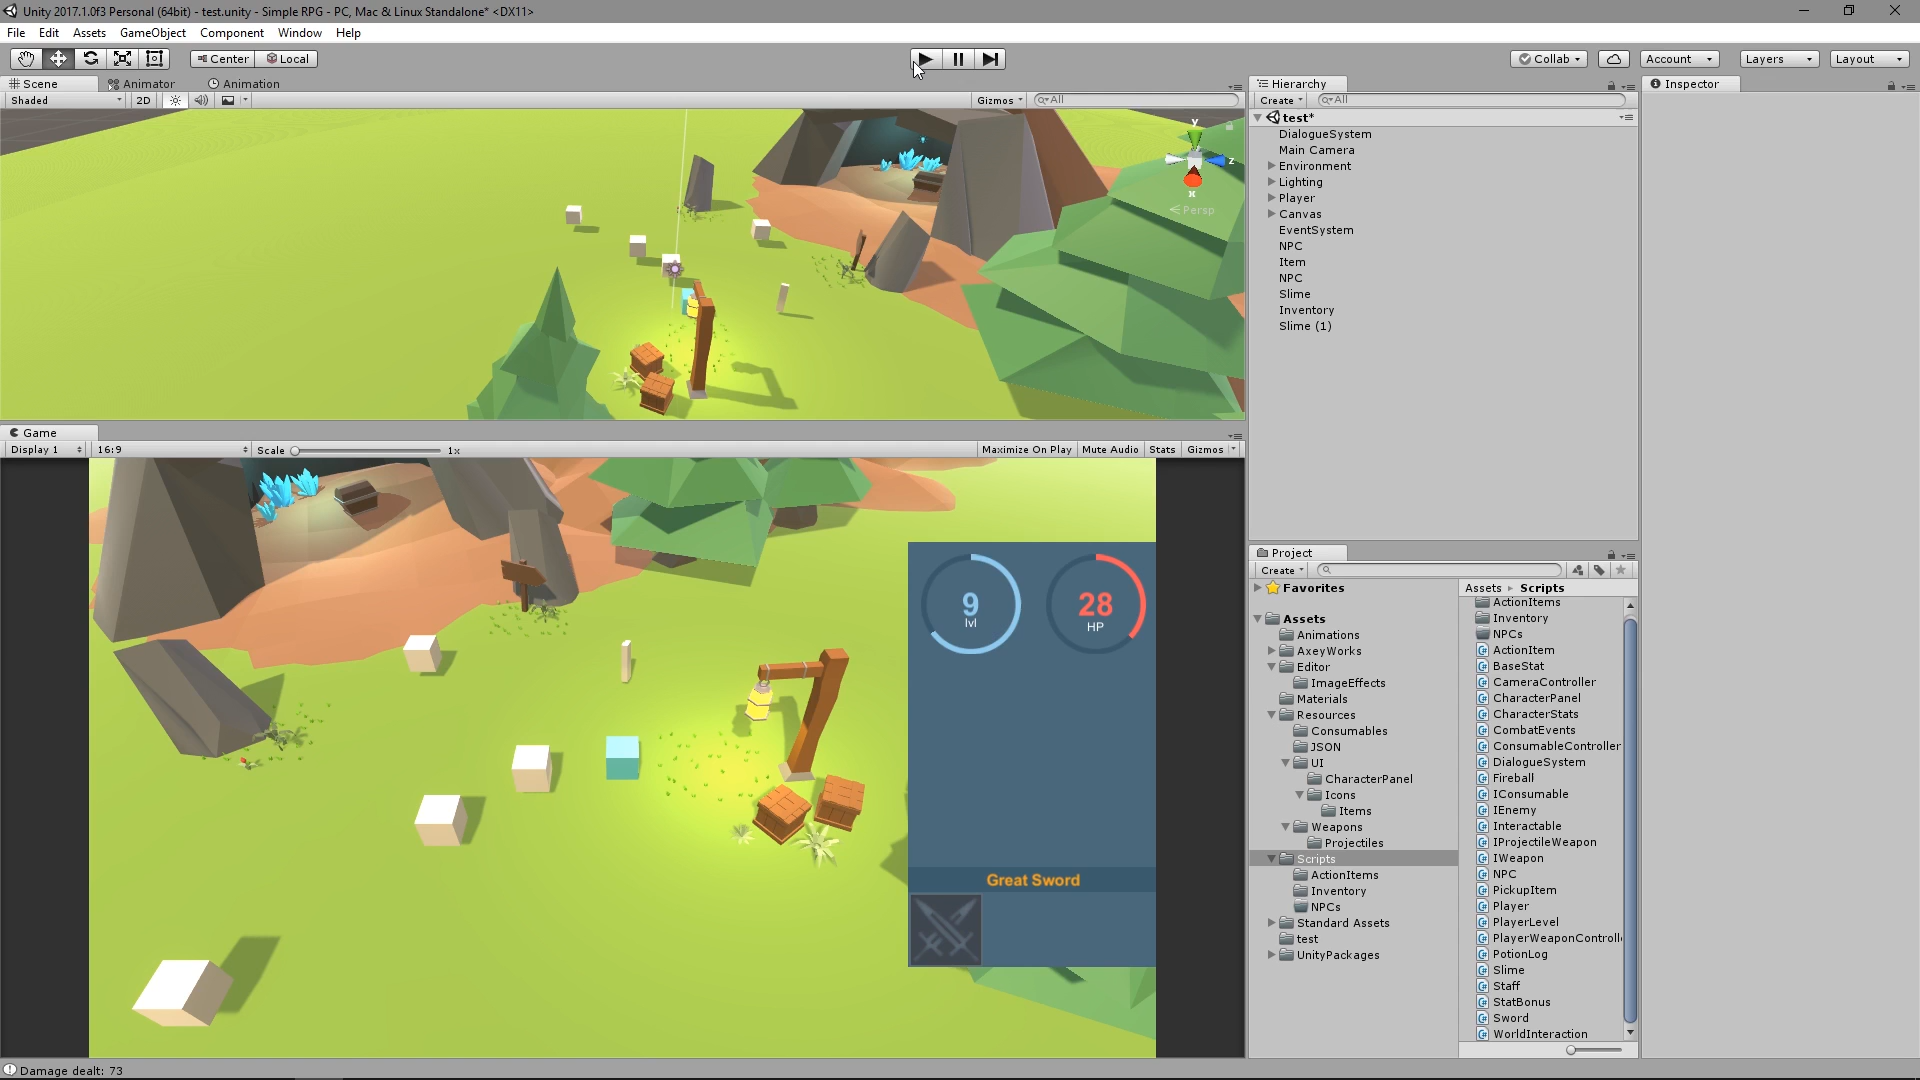 Unity 2017.1.0f3 Personal (64bit) - test.unity - Simple RPG - PC, Mac & Linux Standalone* <DX11>
File Edit Assets GameObject Component Window Help
Center Local Collab Account Layers Layout
Scene Animator Animation
Shaded 2D Gizmos All
y
z
x
Persp
Game
Display 1 16:9 Scale 1x Maximize On Play Mute Audio Stats Gizmos
9
lvl
28
HP
Great Sword
Hierarchy
Create All
test*
DialogueSystem
Main Camera
Environment
Lighting
Player
Canvas
EventSystem
NPC
Item
NPC
Slime
Inventory
Slime (1)
Inspector
Project
Create
Favorites
Assets
Animations
AxeyWorks
Editor
ImageEffects
Materials
Resources
Consumables
JSON
UI
CharacterPanel
Icons
Items
Weapons
Projectiles
Scripts
ActionItems
Inventory
NPCs
Standard Assets
test
UnityPackages
Assets Scripts
ActionItems
Inventory
NPCs
ActionItem
BaseStat
CameraController
CharacterPanel
CharacterStats
CombatEvents
ConsumableController
DialogueSystem
Fireball
IConsumable
IEnemy
Interactable
IProjectileWeapon
IWeapon
NPC
PickupItem
Player
PlayerLevel
PlayerWeaponControll
PotionLog
Slime
Staff
StatBonus
Sword
WorldInteraction
Damage dealt: 73